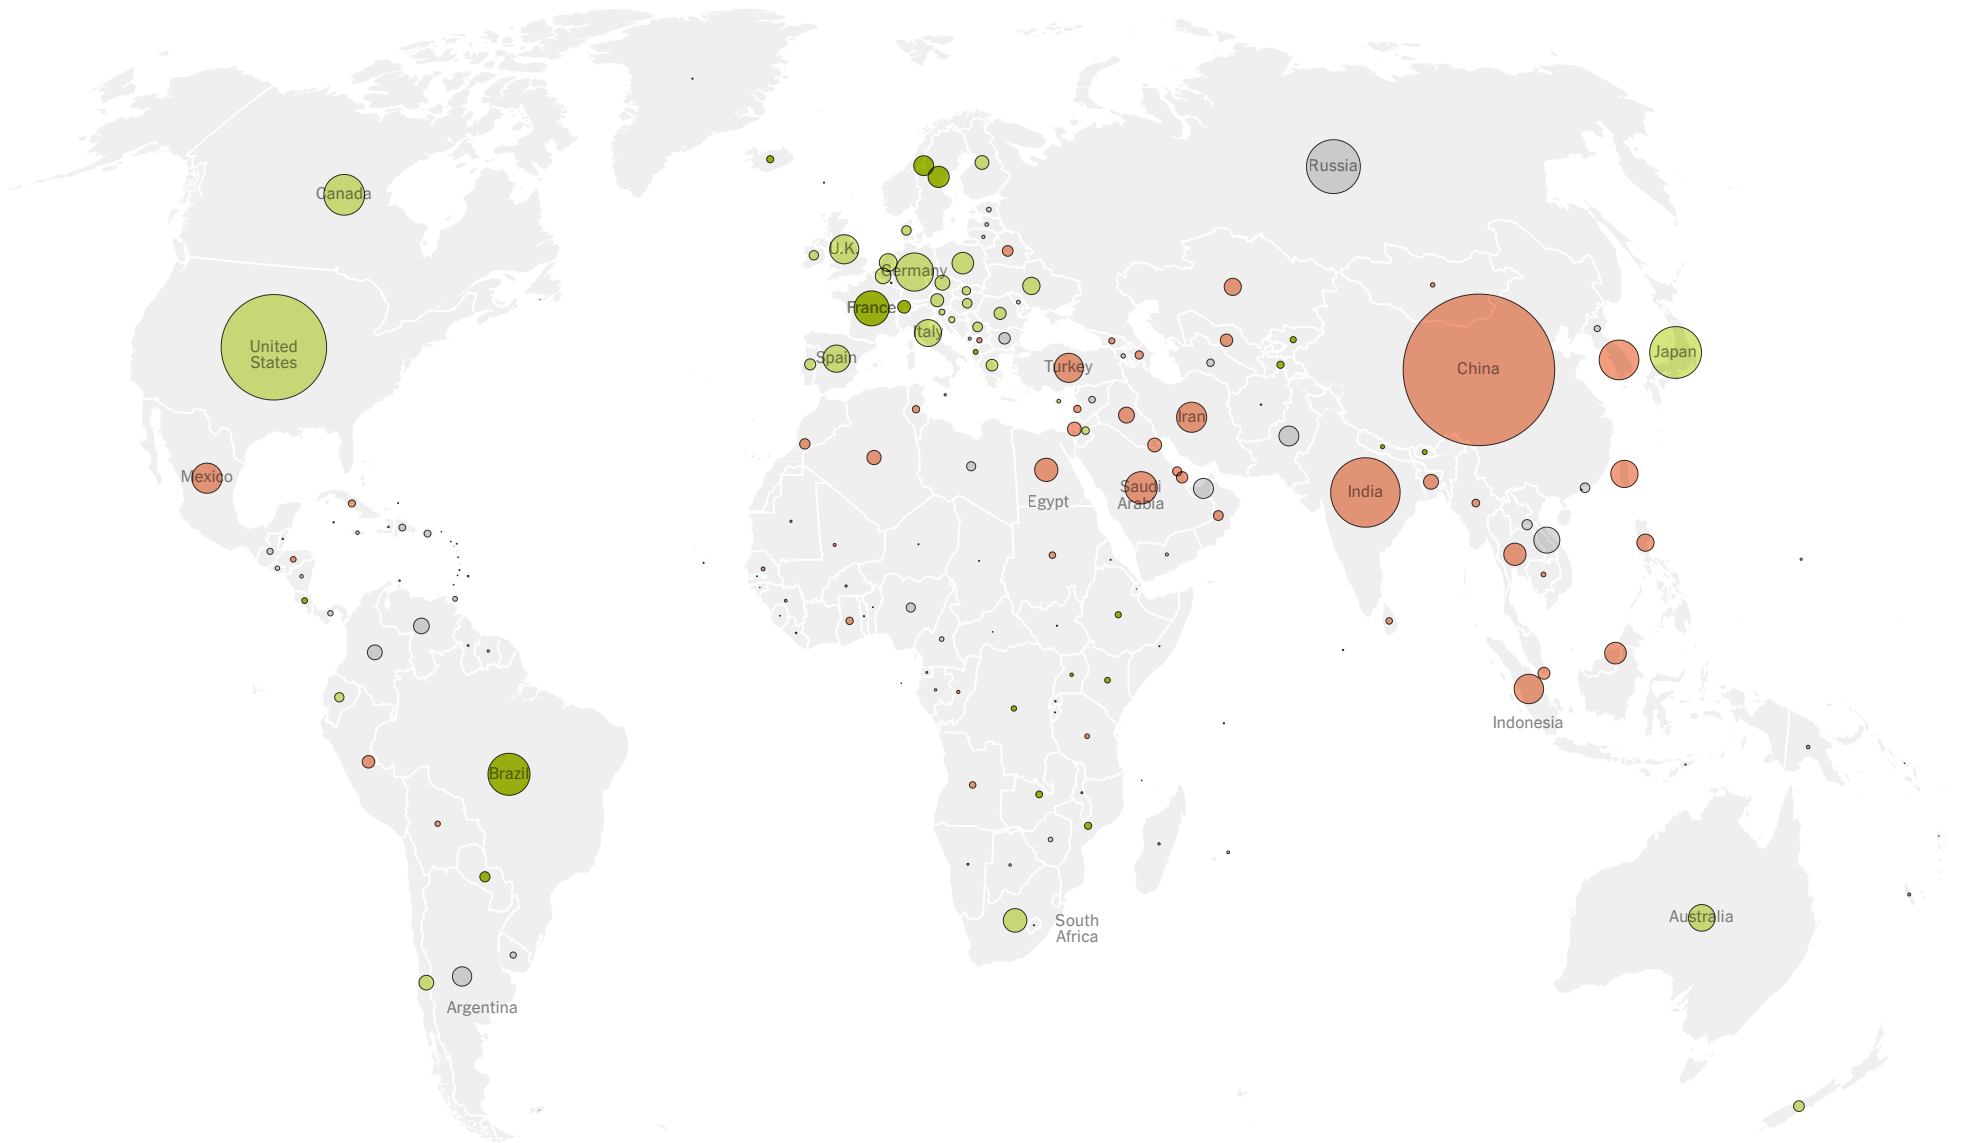 Russia
Canada
U.K.
Germany
France
Italy
Spain
Turkey
United
States
Japan
China
Iran
Mexico
Egypt
Saudi
Arabia
India
Indonesia
Brazil
South
Africa
Australia
Argentina